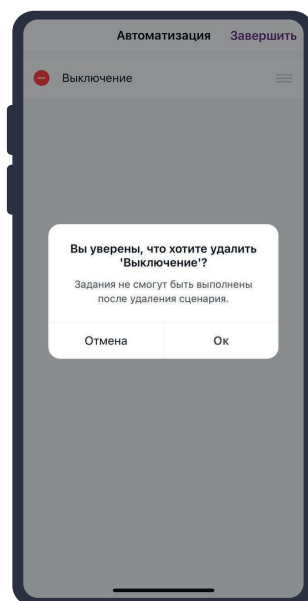 Автоматизация Завершить
Выключение
Вы уверены, что хотите удалить
'Выключение'?
Задания не смогут быть выполнены
после удаления сценария.
Отмена Ок